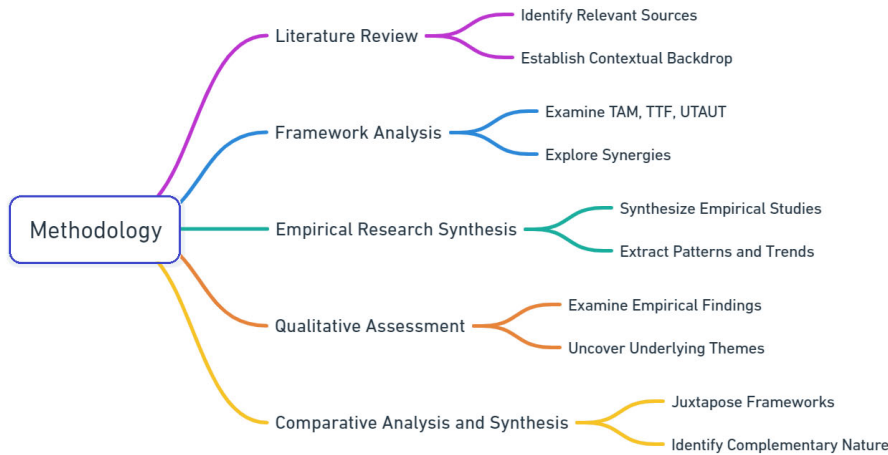 Methodology
Literature Review
Identify Relevant Sources
Establish Contextual Backdrop
Framework Analysis
Examine TAM, TTF, UTAUT
Explore Synergies
Empirical Research Synthesis
Synthesize Empirical Studies
Extract Patterns and Trends
Qualitative Assessment
Examine Empirical Findings
Uncover Underlying Themes
Comparative Analysis and Synthesis
Juxtapose Frameworks
Identify Complementary Nature